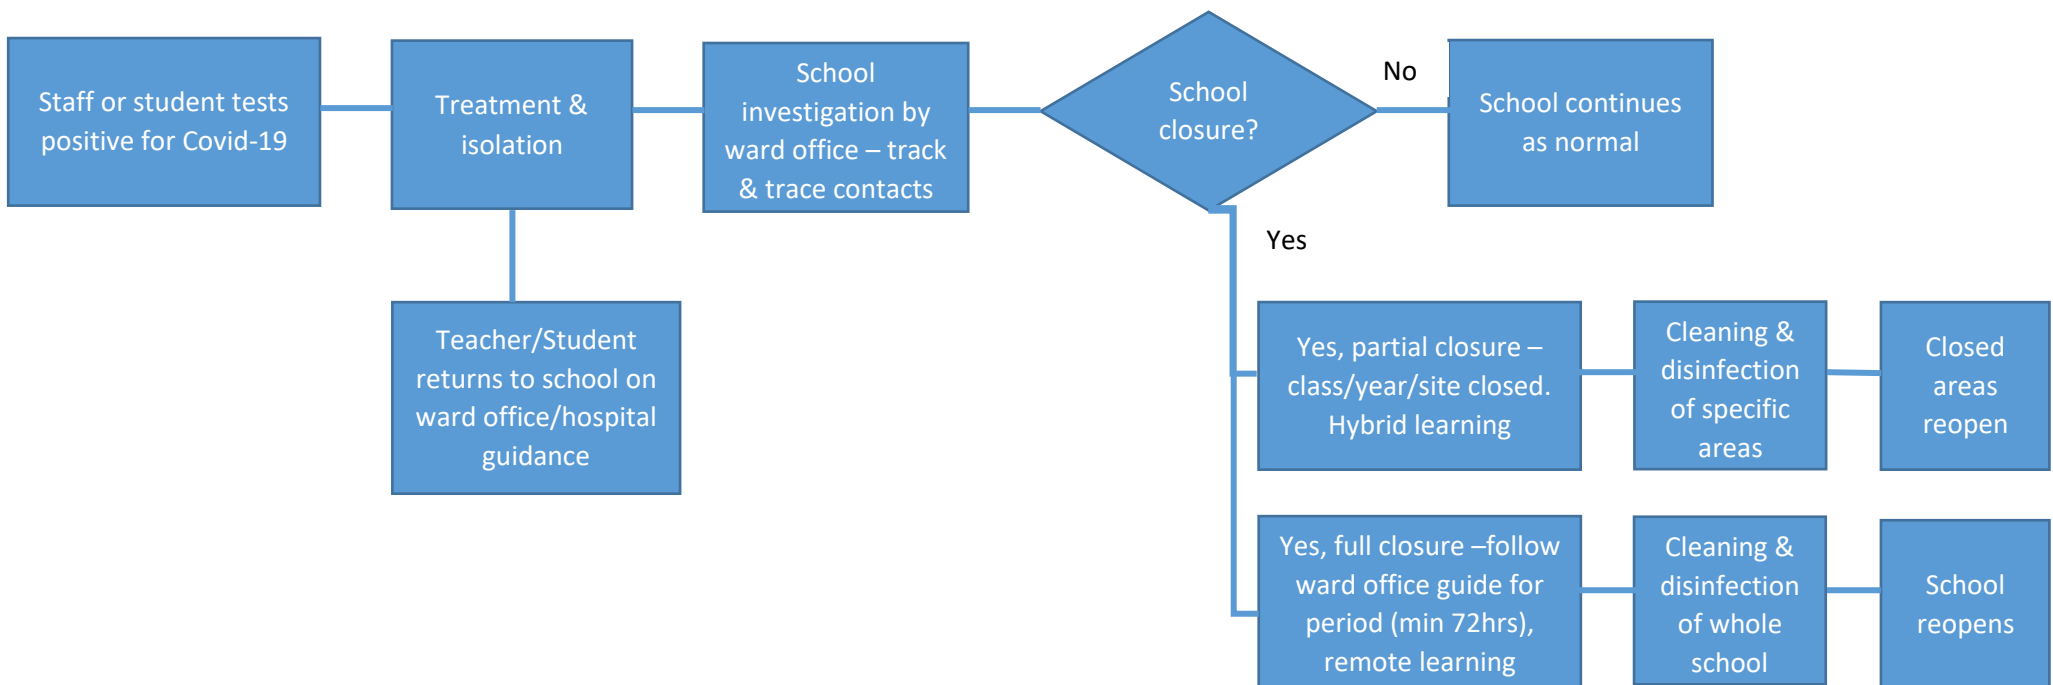 Staff or student tests
positive for Covid-19
Treatment &
isolation
School
investigation by
ward office – track
& trace contacts
School
closure?
No
School continues
as normal
Yes
Teacher/Student
returns to school on
ward office/hospital
guidance
Yes, partial closure –
class/year/site closed.
Hybrid learning
Cleaning &
disinfection
of specific
areas
Closed
areas
reopen
Yes, full closure –follow
ward office guide for
period (min 72hrs),
remote learning
Cleaning &
disinfection
of whole
school
School
reopens